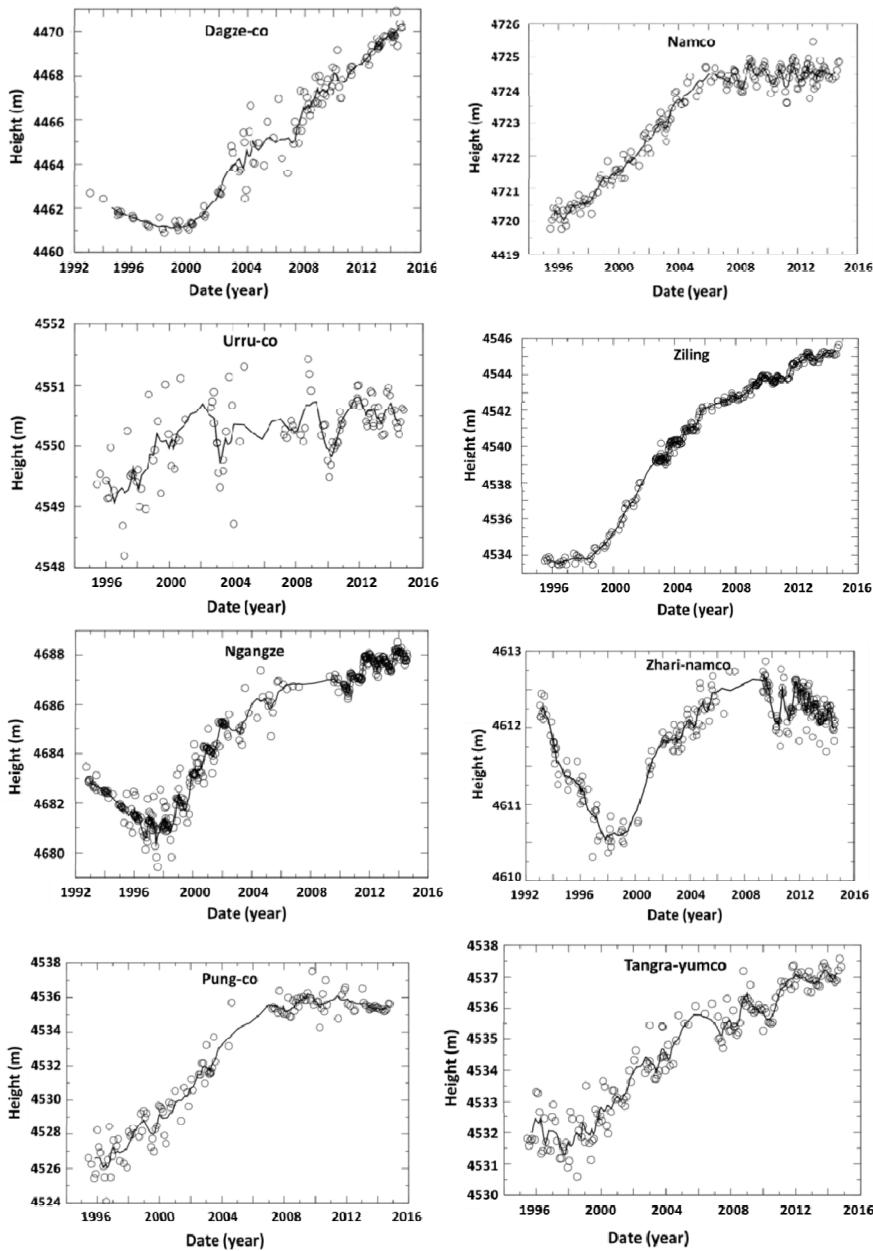 Dagze-co
Height (m)
4470
4468
4466
4464
4461
4460
1992 1996 2000 2004 2008 2012 2016
Date (year)
Namco
Height (m)
4726
4725
4724
4723
4721
4721
4720
4419
1996 2000 2004 2008 2012 2016
Date (year)
Urru-co
Height (m)
4552
4551
4550
4549
4548
1996 2000 2004 2008 2012 2016
Date (year)
Ziling
Height (m)
4546
4544
4542
4540
4538
4536
4534
1996 2000 2004 2008 2012 2016
Date (year)
Ngangze
Height (m)
4688
4686
4684
4682
4680
1992 1996 2000 2004 2008 2012 2016
Date (year)
Zhari-namco
Height (m)
4613
4612
4611
4610
1992 1996 2000 2004 2008 2012 2016
Date (year)
Pung-co
Height (m)
4538
4536
4532
4530
4528
4526
4524
1996 2000 2004 2008 2012 2016
Date (year)
Tangra-yumco
Height (m)
4538
4537
4536
4535
4533
4532
4531
4530
1996 2000 2004 2008 2012 2016
Date (year)